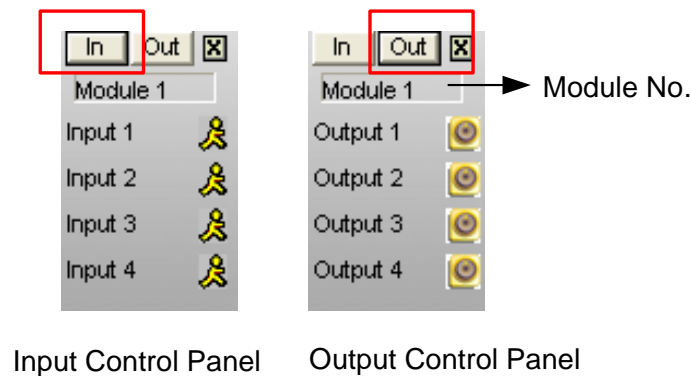 In Out X
Module 1
Input 1
Input 2
Input 3
Input 4
In Out X
Module 1
Module No.
Output 1
Output 2
Output 3
Output 4
Input Control Panel
Output Control Panel